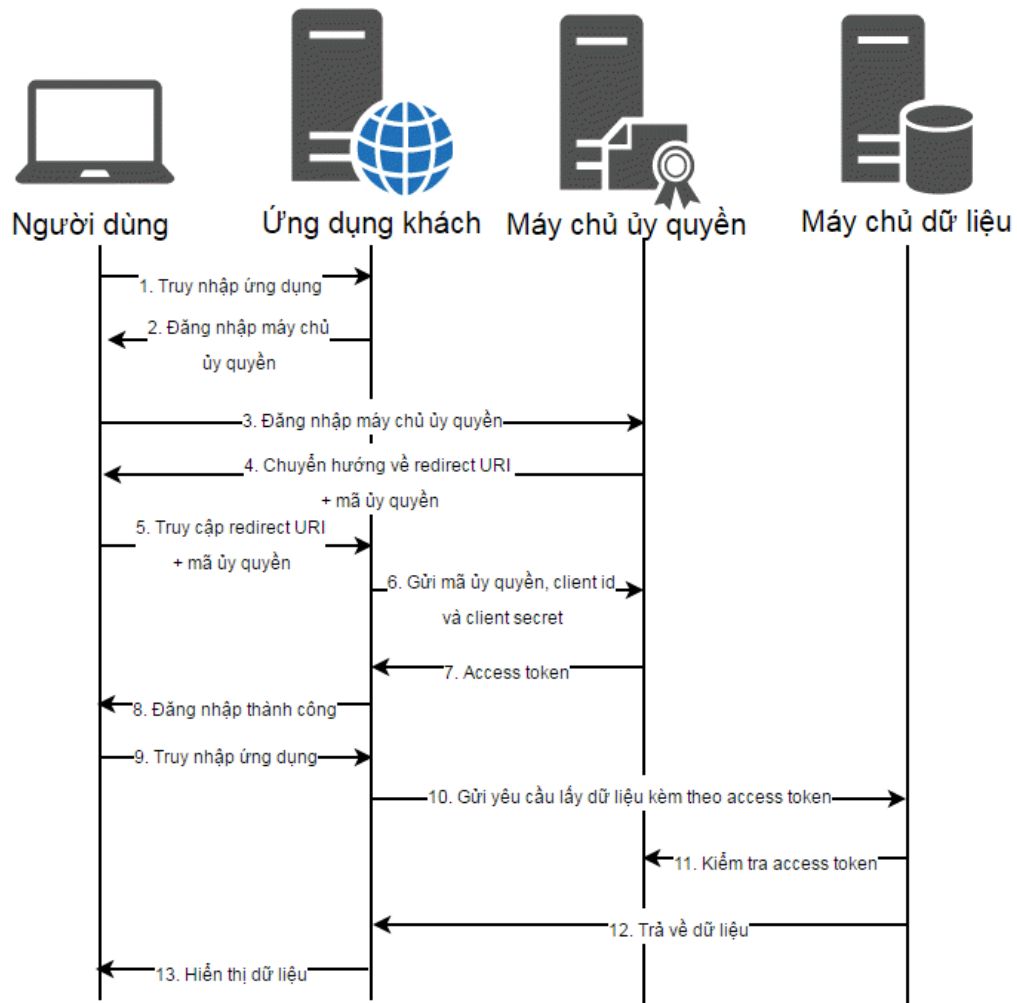 Người dùng
Ứng dụng khách
Máy chủ ủy quyền
Máy chủ dữ liệu
1. Truy nhập ứng dụng
2. Đăng nhập máy chủ
ủy quyền
3. Đăng nhập máy chủ ủy quyền
4. Chuyển hướng về redirect URI
+ mã ủy quyền
5. Truy cập redirect URI
+ mã ủy quyền
6. Gửi mã ủy quyền, client id
và client secret
7. Access token
8. Đăng nhập thành công
9. Truy nhập ứng dụng
10. Gửi yêu cầu lấy dữ liệu kèm theo access token
11. Kiểm tra access token
12. Trả về dữ liệu
13. Hiển thị dữ liệu